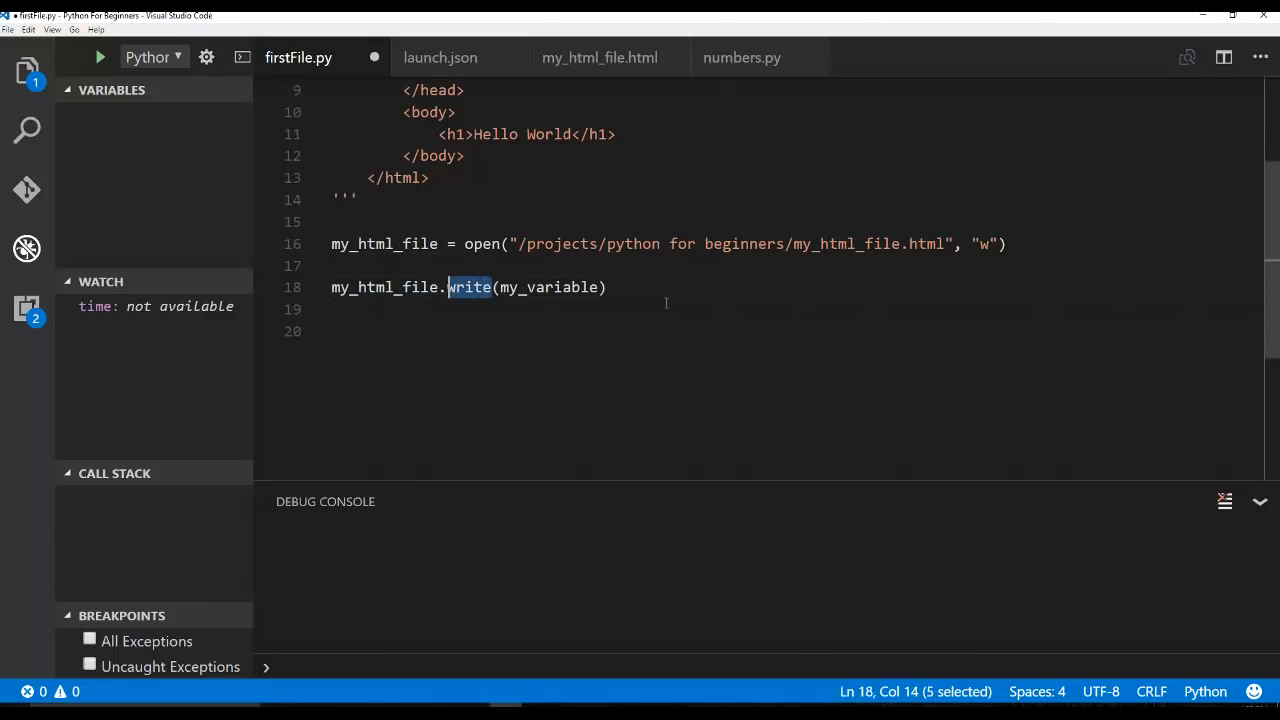 firstFile.py - Python For Beginners - Visual Studio Code
File Edit View Go Help
Python firstFile.py launch.json my_html_file.html numbers.py
1
VARIABLES
9 </head>
10 <body>
11 <h1>Hello World</h1>
12 </body>
13 </html>
14 '''
15
16 my_html_file = open("/projects/python for beginners/my_html_file.html", "w")
17
18 my_html_file.write(my_variable)
19
20
WATCH
time: not available
2
CALL STACK
DEBUG CONSOLE
BREAKPOINTS
All Exceptions
Uncaught Exceptions
0 0 Ln 18, Col 14 (5 selected) Spaces: 4 UTF-8 CRLF Python